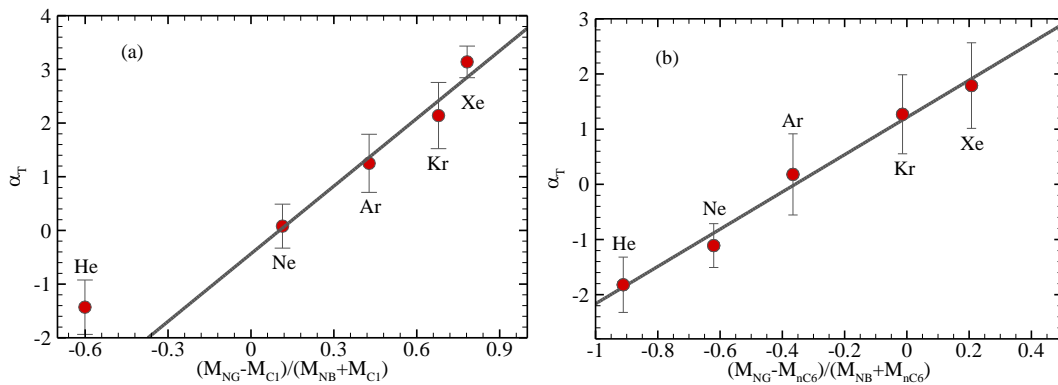 4
3
2
1
0
-1
-2
α_T
(a)
He
Ne
Ar
Kr
Xe
-0.6
-0.3
0
0.3
0.6
0.9
(M_NG-M_C1)/(M_NB+M_C1)
3
2
1
0
-1
-2
α_T
(b)
He
Ne
Ar
Kr
Xe
-1
-0.8
-0.6
-0.4
-0.2
0
0.2
0.4
(M_NG-M_nC6)/(M_NB+M_nC6)